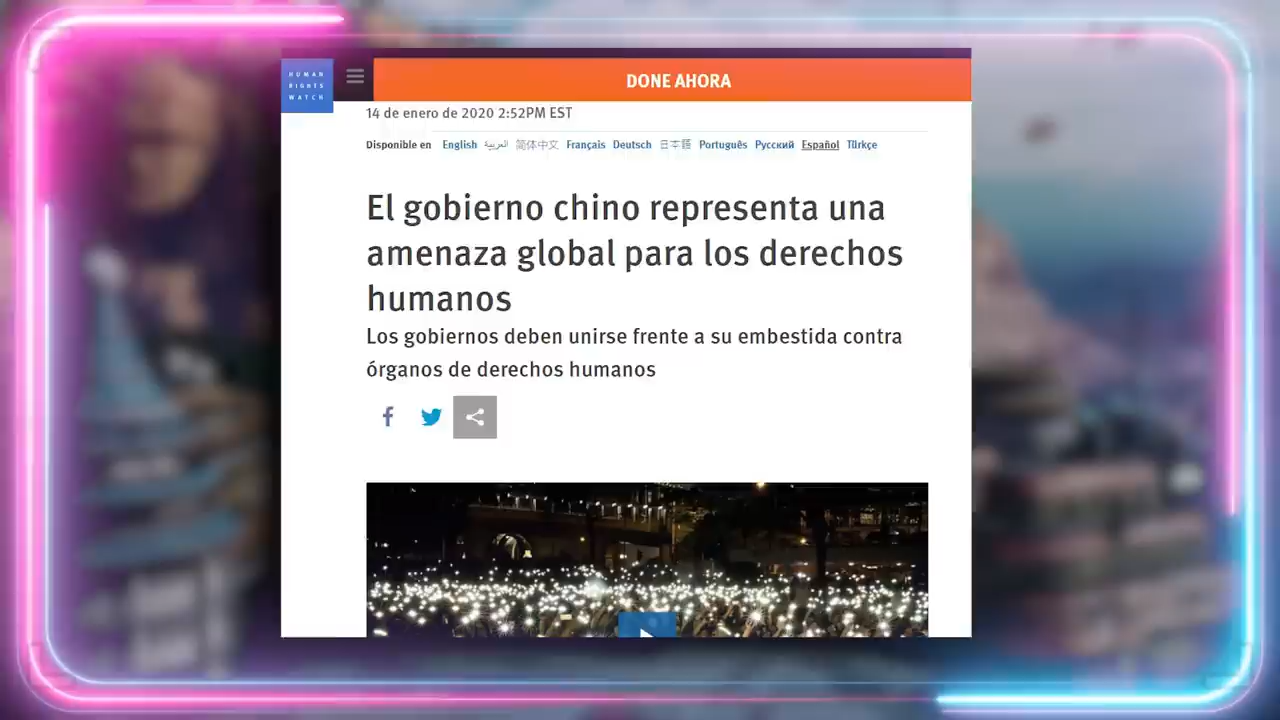 HUMAN
RIGHTS
WATCH
DONE AHORA
14 de enero de 2020 2:52PM EST
Disponible en English العربية 简体中文 Français Deutsch 日本語 Português Русский Español Türkçe
El gobierno chino representa una
amenaza global para los derechos
humanos
Los gobiernos deben unirse frente a su embestida contra
órganos de derechos humanos